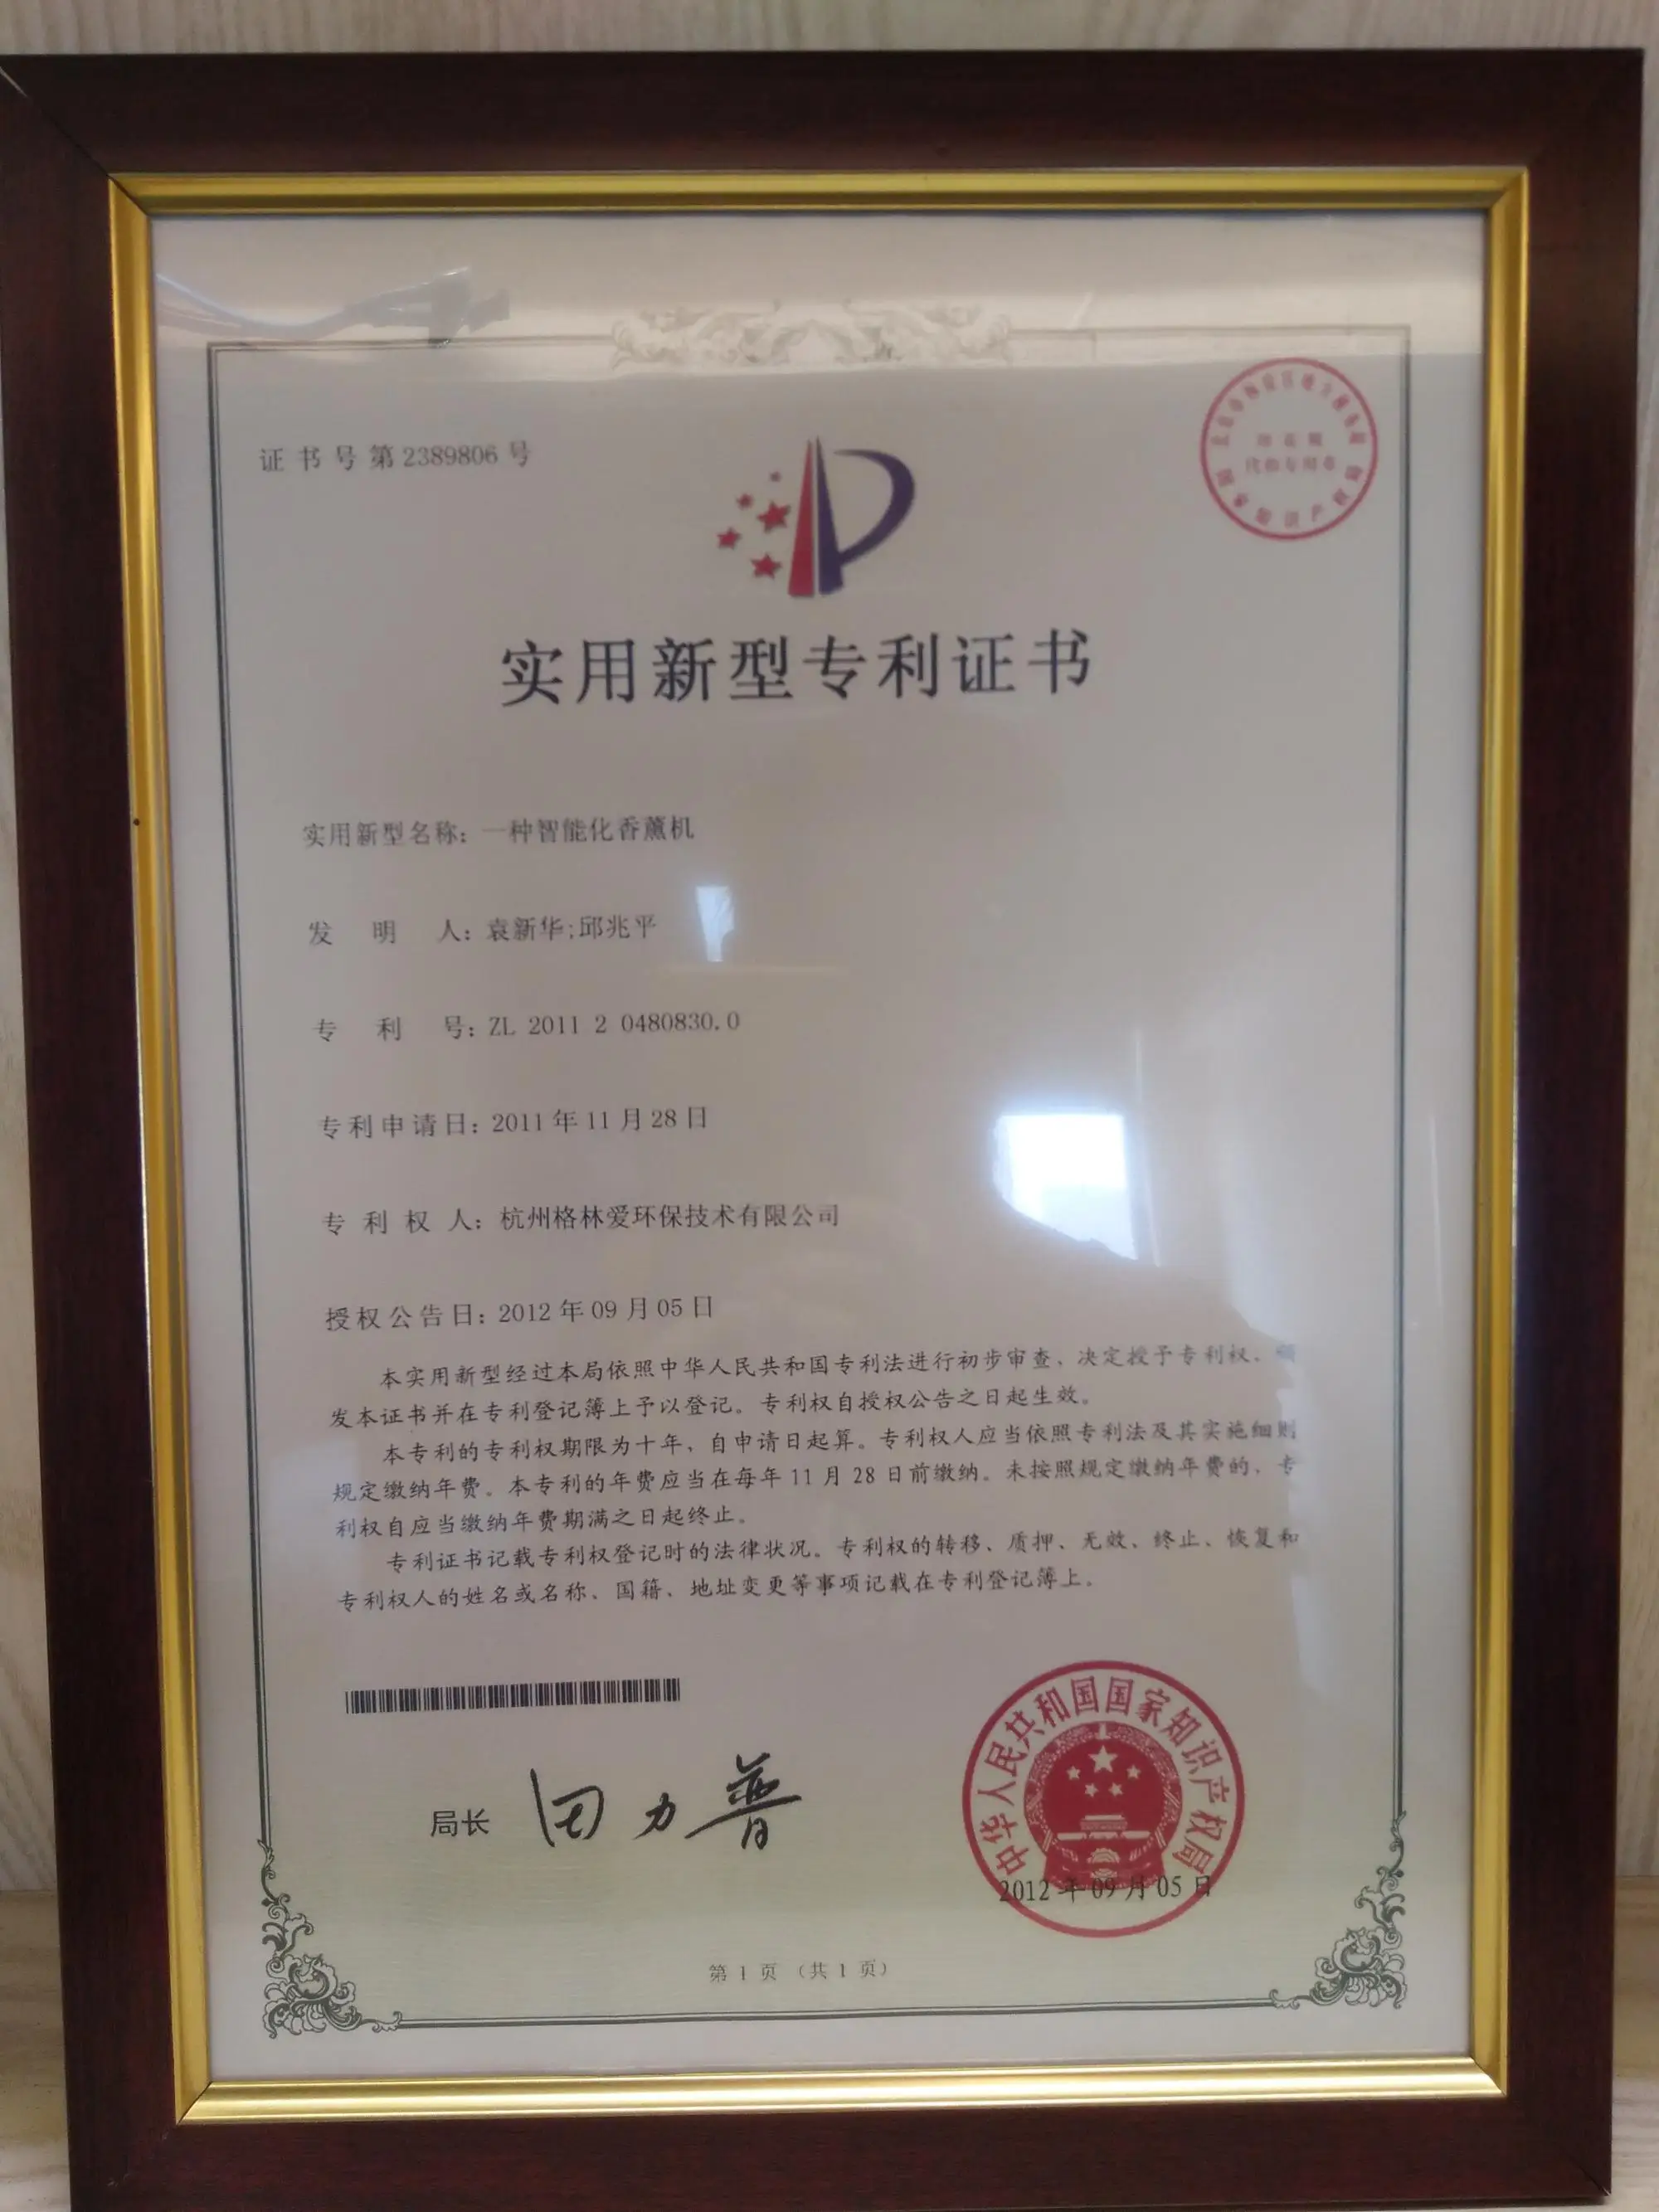 证书号第2389806号
实用新型专利证书
实用新型名称：一种智能化香薰机
发明人：袁新华;邱兆平
专利号：ZL 2011 2 0480830.0
专利申请日：2011年11月28日
专利权人：杭州格林爱环保技术有限公司
授权公告日：2012年09月05日
本实用新型经过本局依照中华人民共和国专利法进行初步审查，决定授予专利权，颁
发本证书并在专利登记簿上予以登记。专利权自授权公告之日起生效。
本专利的专利权期限为十年，自申请日起算。专利权人应当依照专利法及其实施细则
规定缴纳年费。本专利的年费应当在每年11月28日前缴纳。未按照规定缴纳年费的，专
利权自应当缴纳年费期满之日起终止。
专利证书记载专利权登记时的法律状况。专利权的转移、质押、无效、终止、恢复和
专利权人的姓名或名称、国籍、地址变更等事项记载在专利登记簿上。
局长 田力普
中华人民共和国国家知识产权局
2012年09月05日
第1页（共1页）